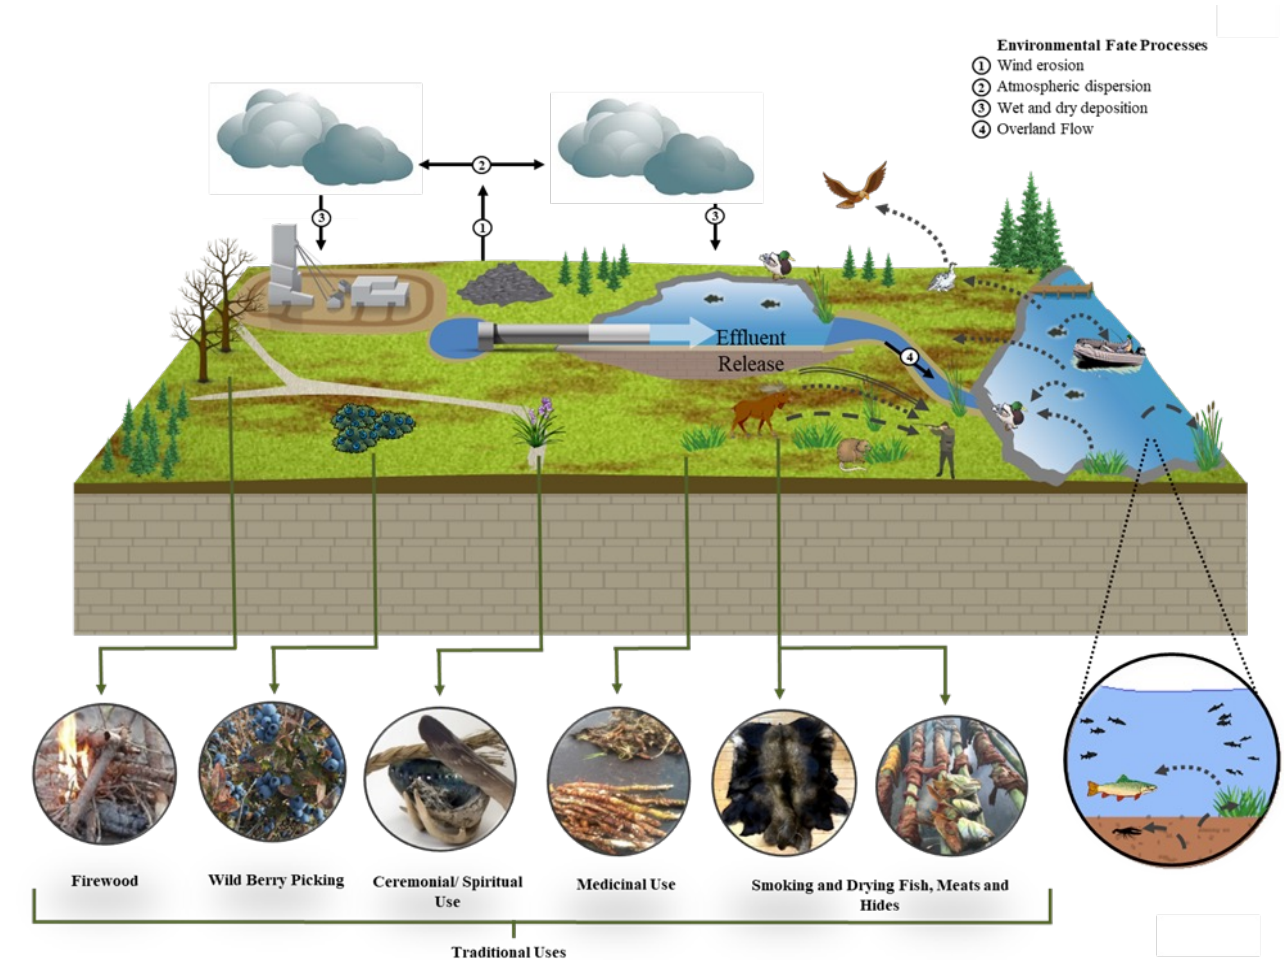 Environmental Fate Processes
1 Wind erosion
2 Atmospheric dispersion
3 Wet and dry deposition
4 Overland Flow
2
3
1
3
Effluent
Release
4
Firewood
Wild Berry Picking
Ceremonial/ Spiritual
Use
Medicinal Use
Smoking and Drying Fish, Meats and
Hides
Traditional Uses